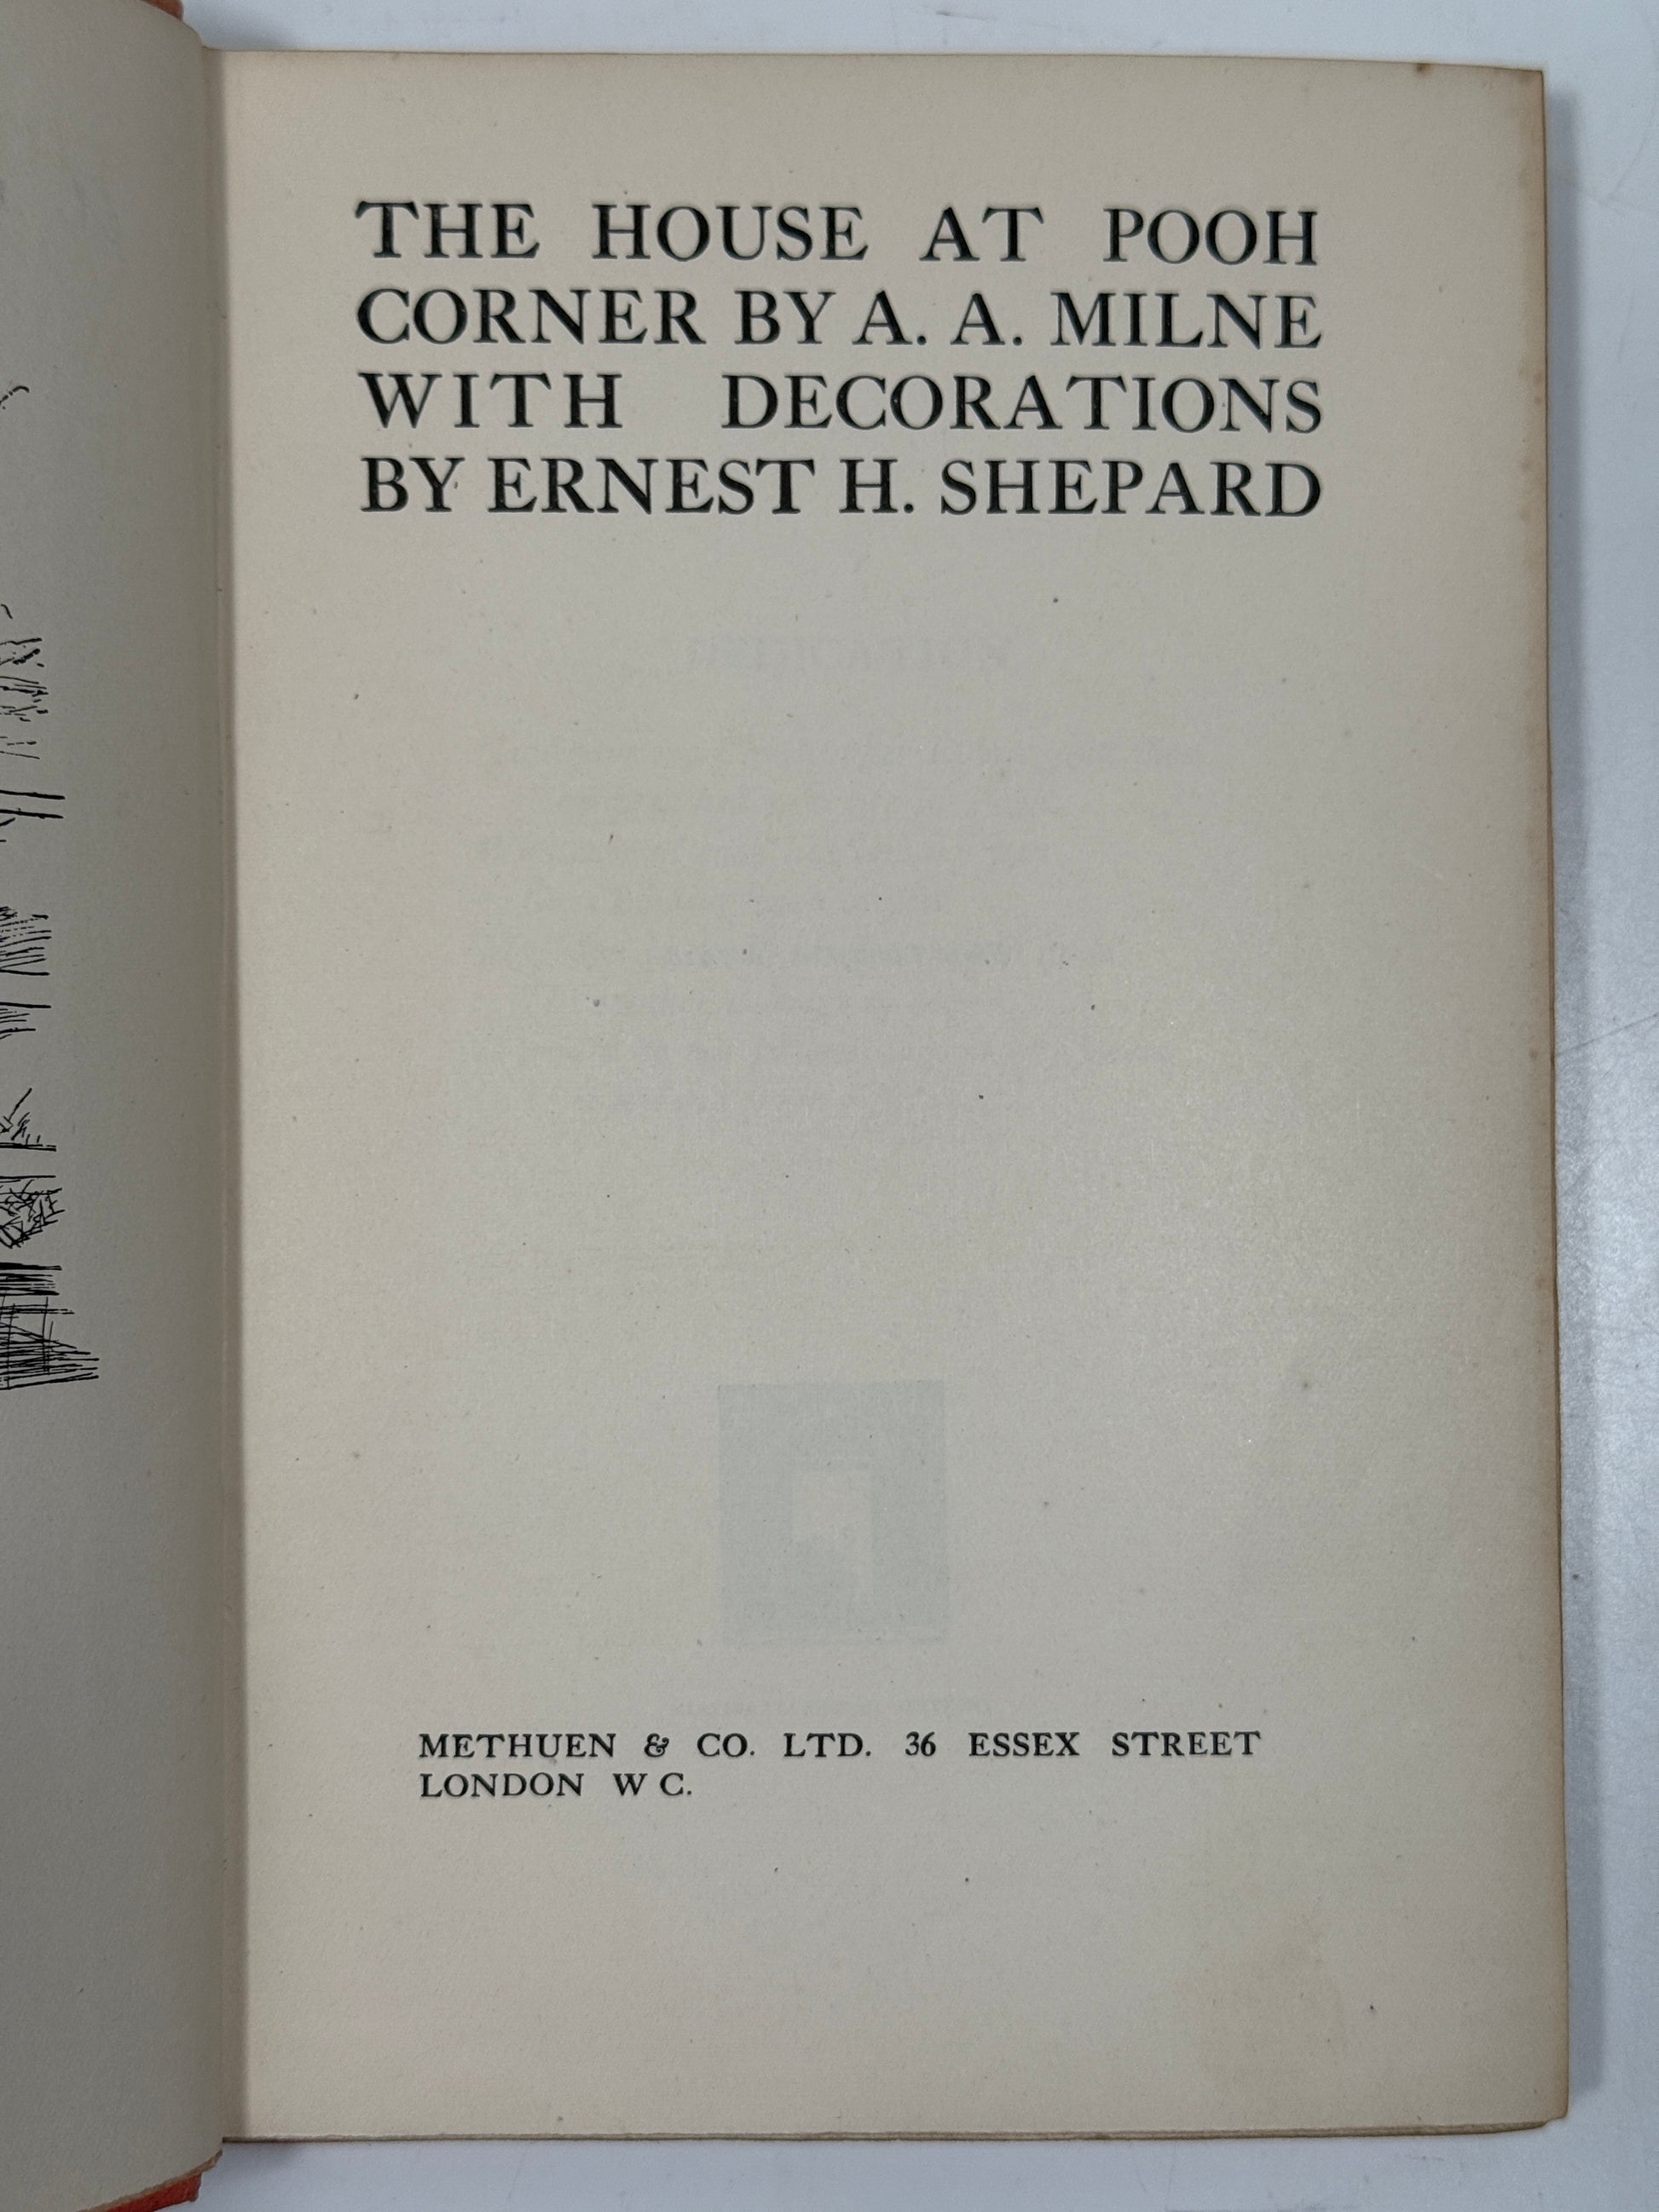 THE HOUSE AT POOH
CORNER BY A. A. MILNE
WITH DECORATIONS
BY ERNEST H. SHEPARD
METHUEN & CO. LTD. 36 ESSEX STREET
LONDON W C.